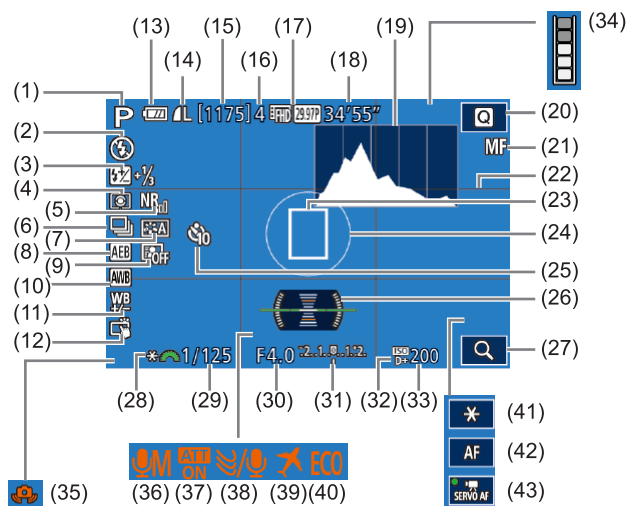 (13) (15) (17) (19) (34)
(14) (16) (18)
(1) P L [1175] 4 FHD 29.97P 34'55" Q (20)
(2) MF (21)
(3) +⅓ (22)
(4) (23)
(5) NR
(6) (24)
(7) A 10
(8) AEB
(9) OFF (25)
(10) AWB (26)
(11) WB +/-
(12) Q (27)
1/125 F4.0 -2..1..0..1.:2. ISO D+ 200
(28) (29) (30) (31) (32) (33)
(41)
M ATT ON ECO AF (42)
(35) (36) (37) (38) (39) (40) SERVO AF (43)